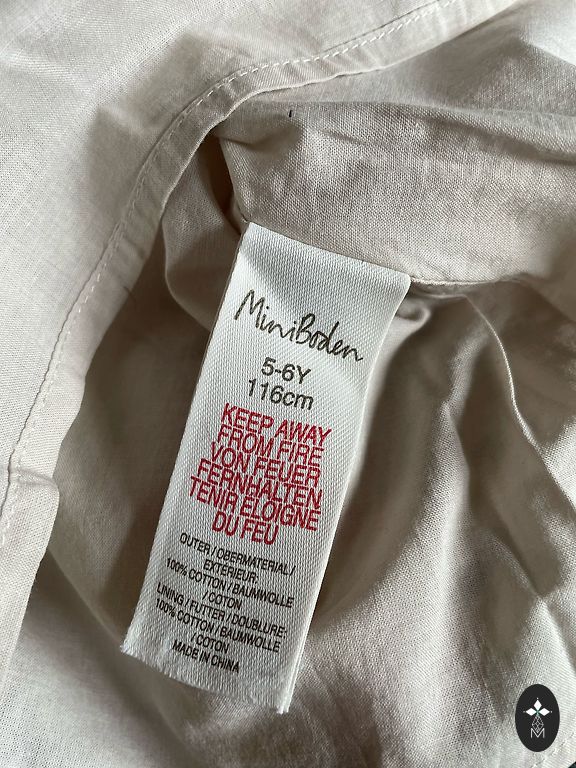 MiniBoden
5-6Y
116cm
KEEP AWAY
FROM FIRE
VON FEUER
FERNHALTEN
TENIR ELOIGNE
DU FEU
OUTER / OBERMATERIAL /
EXTERIEUR:
100% COTTON / BAUMWOLLE
/ COTON
LINING / FUTTER / DOUBLURE:
100% COTTON / BAUMWOLLE
/ COTON
MADE IN CHINA
M